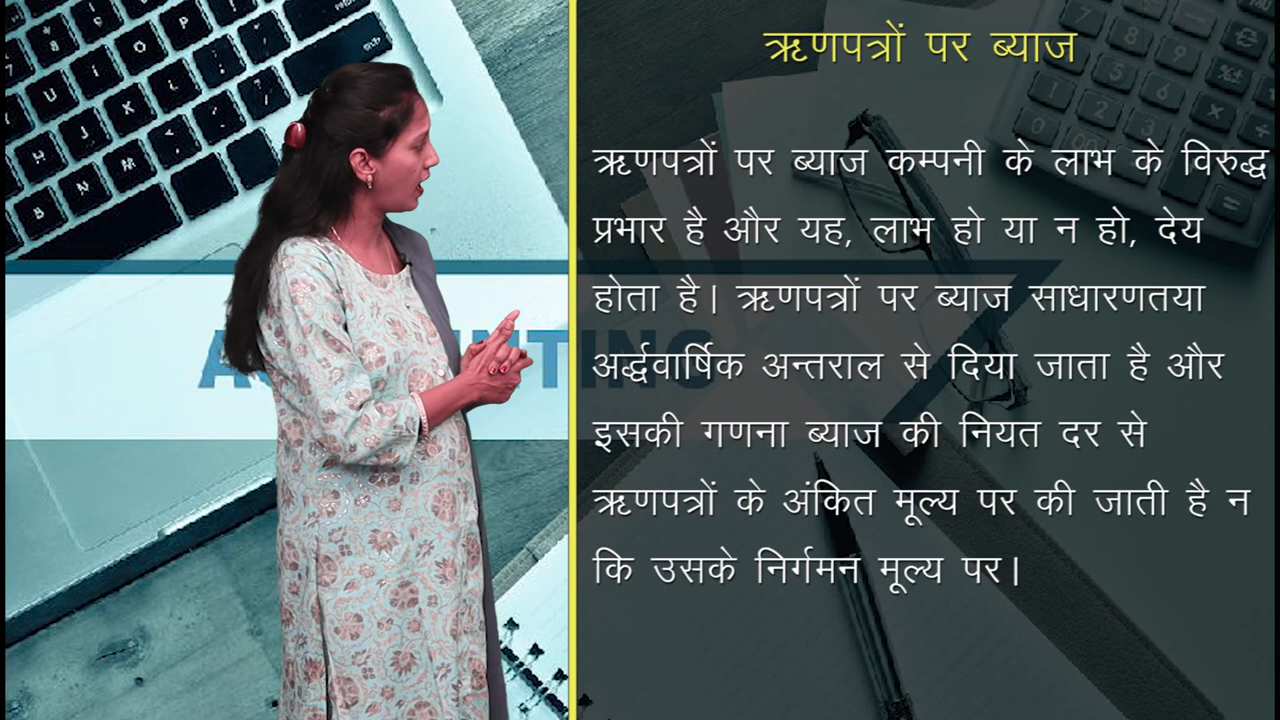 ऋणपत्रों पर ब्याज
ऋणपत्रों पर ब्याज कम्पनी के लाभ के विरुद्ध
प्रभार है और यह, लाभ हो या न हो, देय
होता है। ऋणपत्रों पर ब्याज साधारणतया
अर्द्धवार्षिक अन्तराल से दिया जाता है और
इसकी गणना ब्याज की नियत दर से
ऋणपत्रों के अंकित मूल्य पर की जाती है न
कि उसके निर्गमन मूल्य पर।